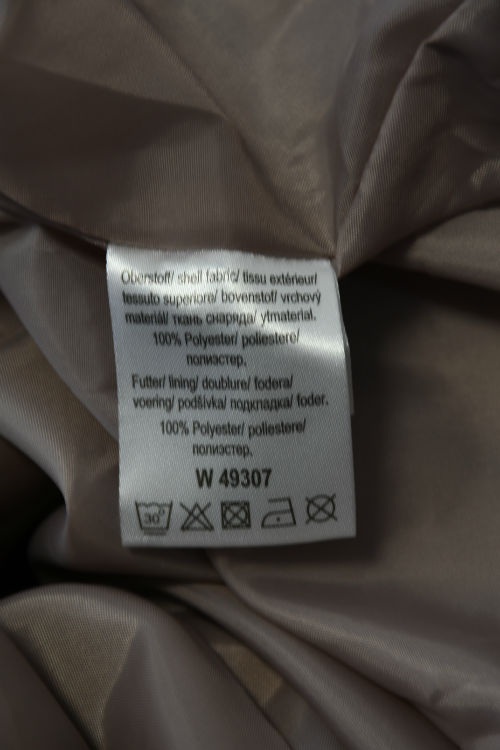 Oberstoff/ shell fabric/ tissu extérieur/
tessuto superiore/ bovenstof/ vrchový
materiál/ ткань снаряда/ ytmaterial.
100% Polyester/ poliestere/
полиэстер.
Futter/ lining/ doublure/ fodera/
voering/ podšívka/ подкладка/ foder.
100% Polyester/ poliestere/
полиэстер.
W 49307
30°